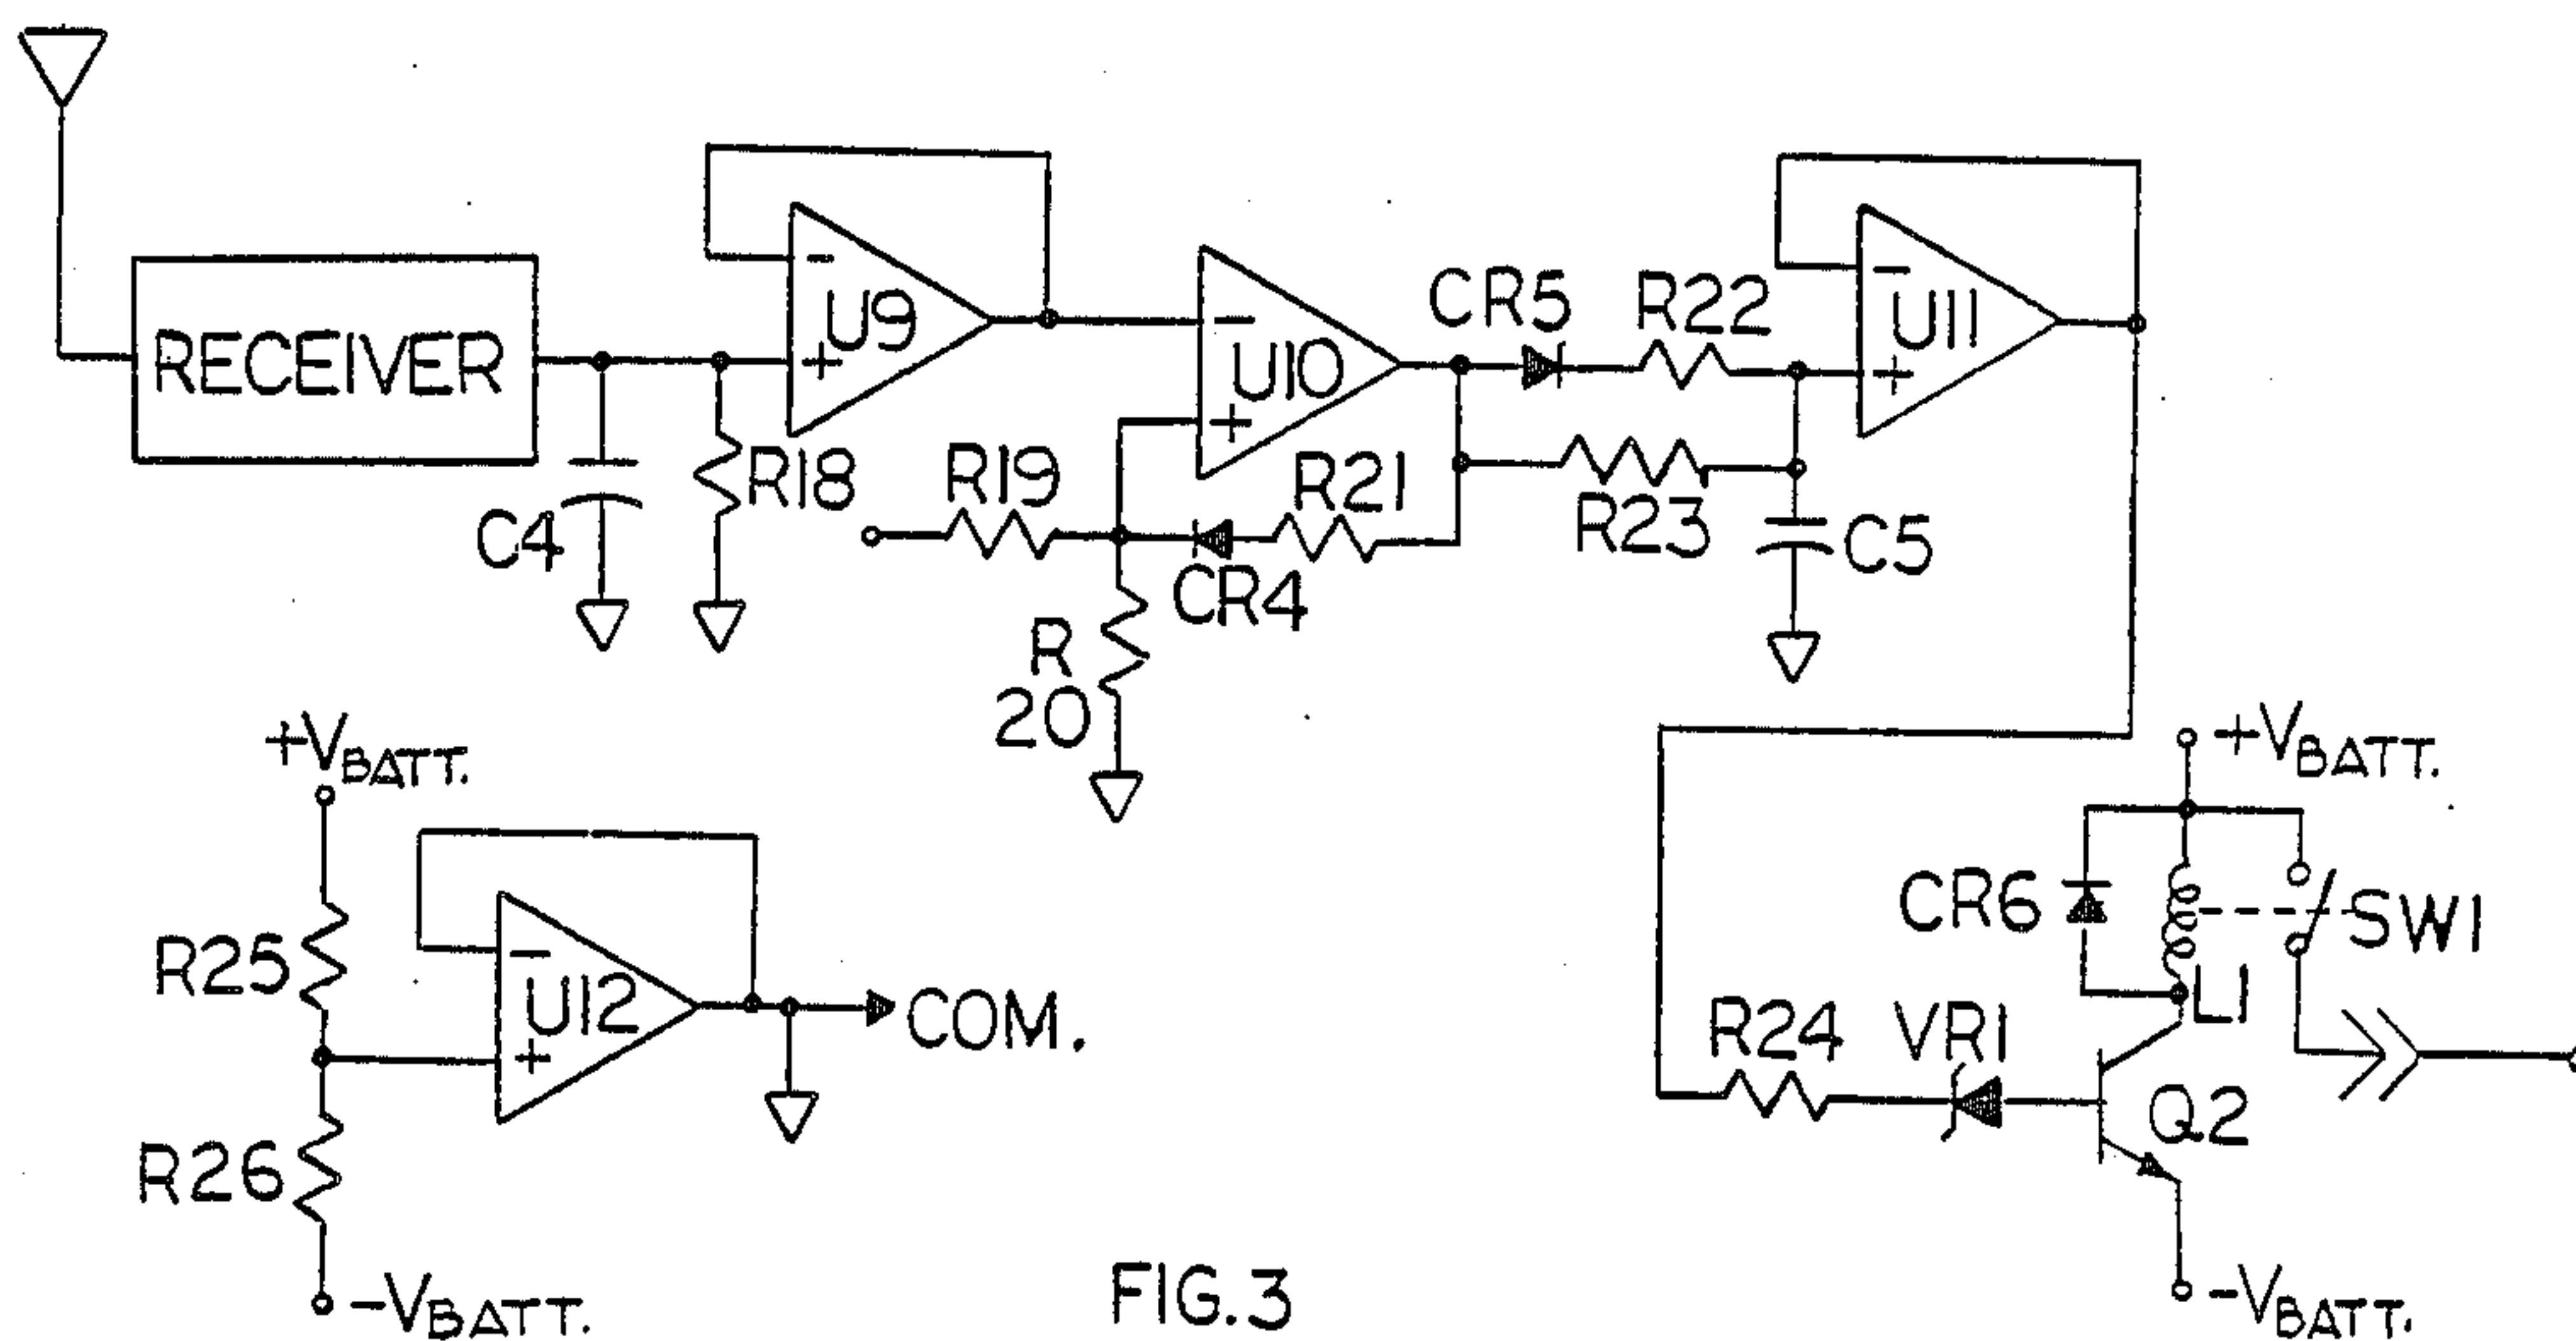 RECEIVER
C4
R18
-
U9
+
-
U10
+
R19
R21
CR4
R
20
CR5
R22
R23
C5
-
U11
+
+VBATT.
R25
R26
-VBATT.
-
U12
+
COM.
+VBATT.
CR6
SW1
L1
R24
VR1
Q2
-VBATT.
FIG.3